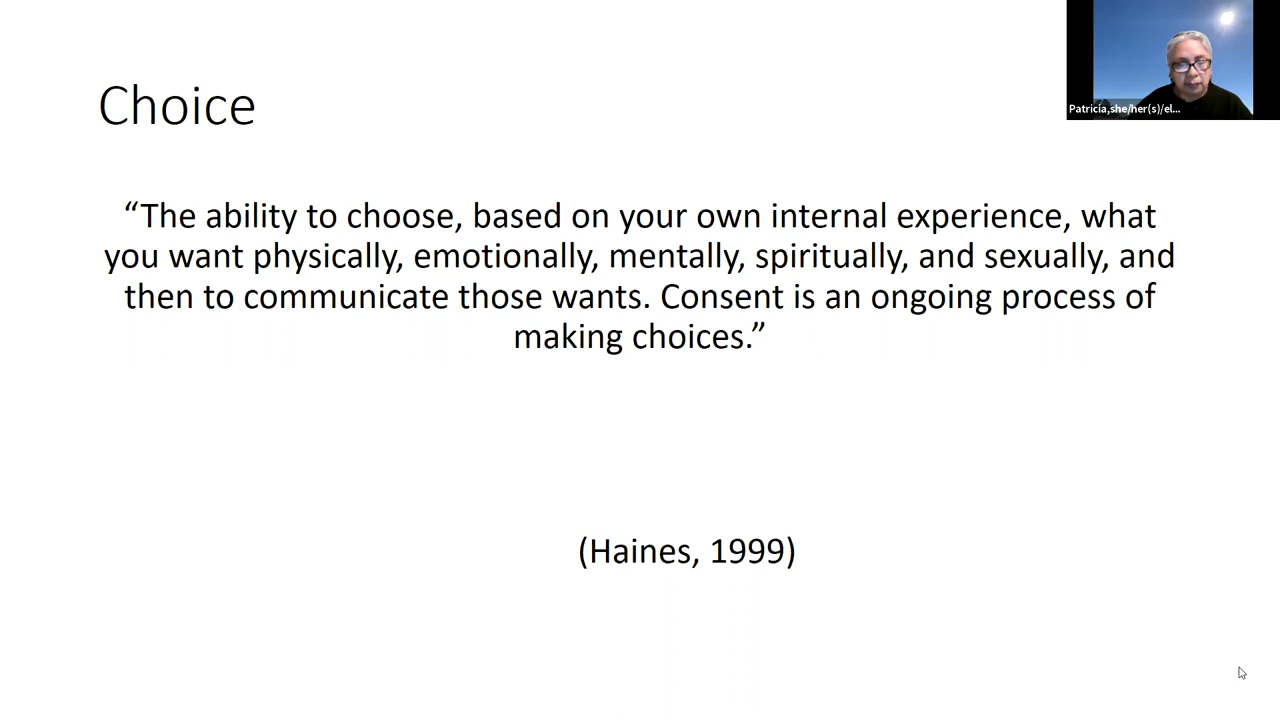 Choice
“The ability to choose, based on your own internal experience, what
you want physically, emotionally, mentally, spiritually, and sexually, and
then to communicate those wants. Consent is an ongoing process of
making choices.”
(Haines, 1999)
Patricia,she/her(s)/el...